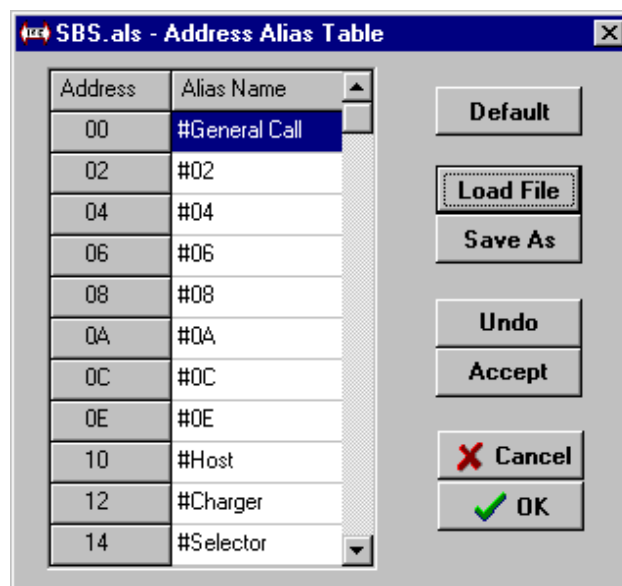 SBS.als - Address Alias Table
Address Alias Name
00 #General Call
02 #02
04 #04
06 #06
08 #08
0A #0A
0C #0C
0E #0E
10 #Host
12 #Charger
14 #Selector
Default
Load File
Save As
Undo
Accept
Cancel
OK